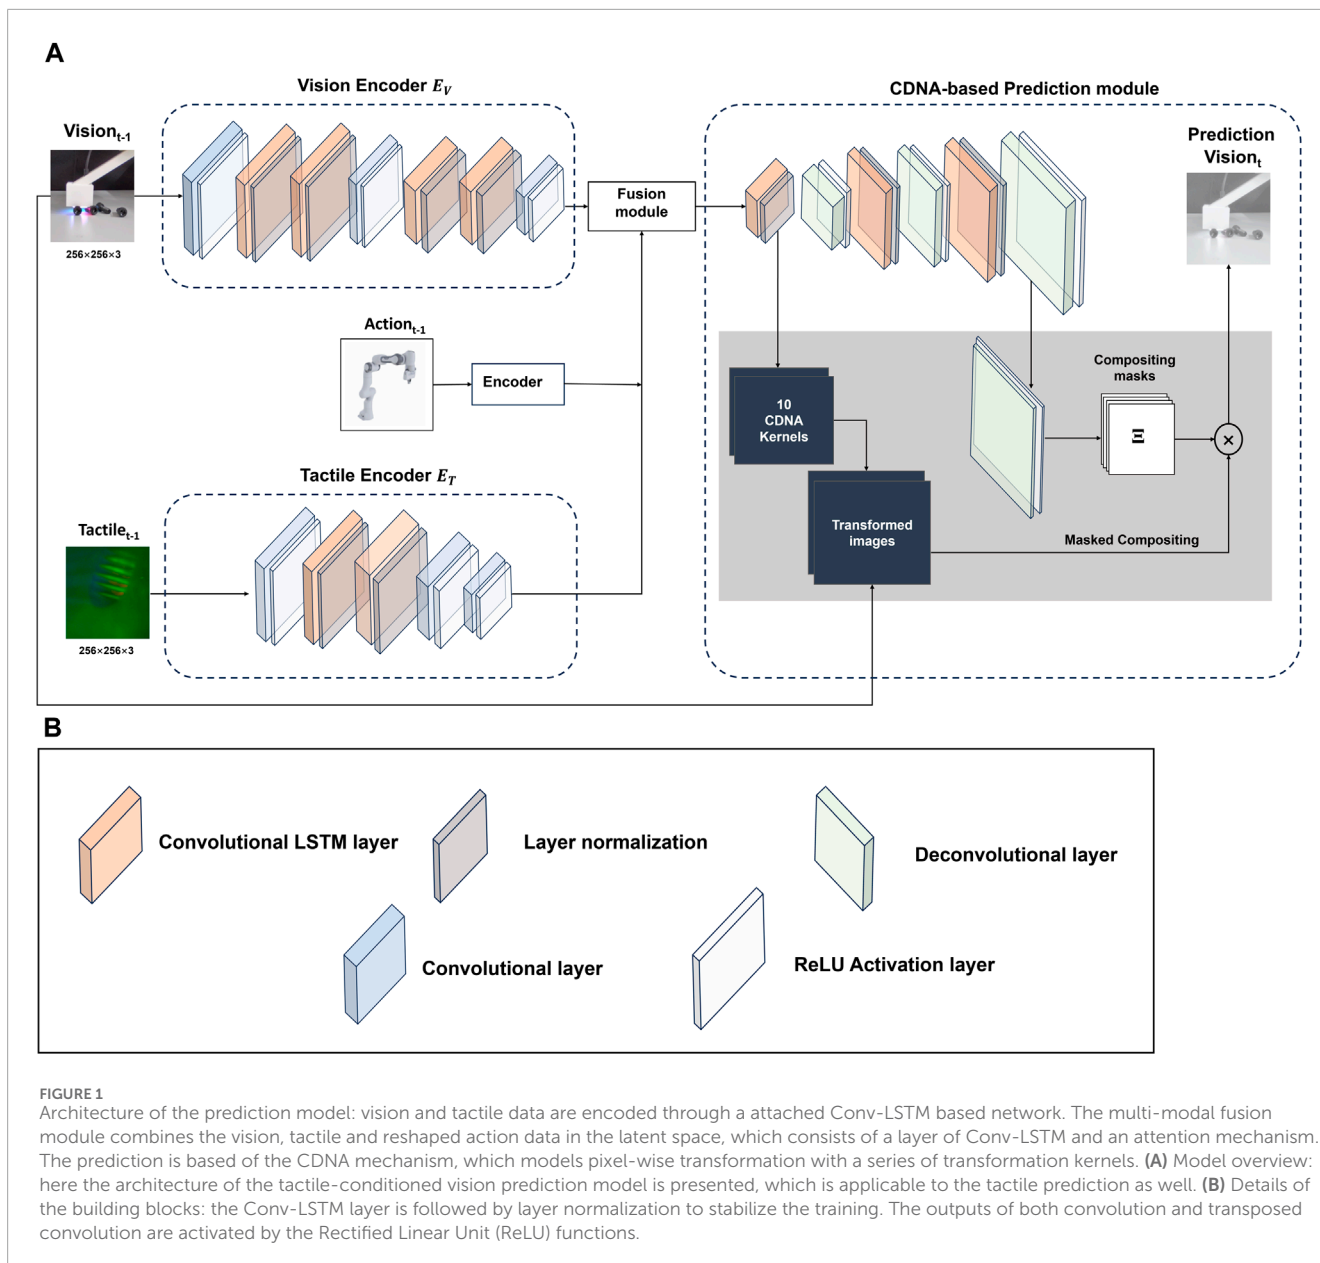 A
Vision Encoder E_V
CDNA-based Prediction module
Vision_t-1
256×256×3
Fusion
module
Prediction
Vision_t
Action_t-1
Encoder
10
CDNA
Kernels
Compositing
masks
Ξ
×
Transformed
images
Masked Compositing
Tactile Encoder E_T
Tactile_t-1
256×256×3
B
Convolutional LSTM layer
Layer normalization
Deconvolutional layer
Convolutional layer
ReLU Activation layer
FIGURE 1
Architecture of the prediction model: vision and tactile data are encoded through a attached Conv-LSTM based network. The multi-modal fusion
module combines the vision, tactile and reshaped action data in the latent space, which consists of a layer of Conv-LSTM and an attention mechanism.
The prediction is based of the CDNA mechanism, which models pixel-wise transformation with a series of transformation kernels. (A) Model overview:
here the architecture of the tactile-conditioned vision prediction model is presented, which is applicable to the tactile prediction as well. (B) Details of
the building blocks: the Conv-LSTM layer is followed by layer normalization to stabilize the training. The outputs of both convolution and transposed
convolution are activated by the Rectified Linear Unit (ReLU) functions.